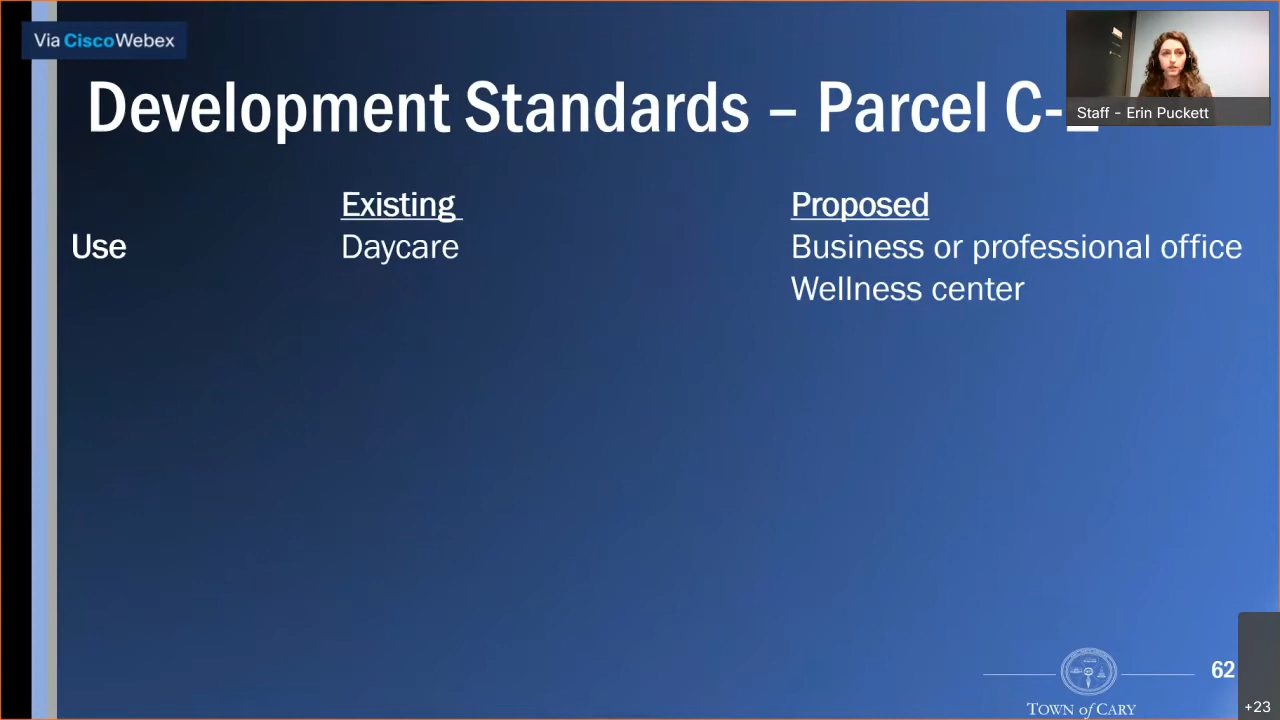 Via CiscoWebex
Development Standards – Parcel C-
Staff - Erin Puckett
Existing Proposed
Use Daycare Business or professional office
Wellness center
62
TOWN of CARY
+23